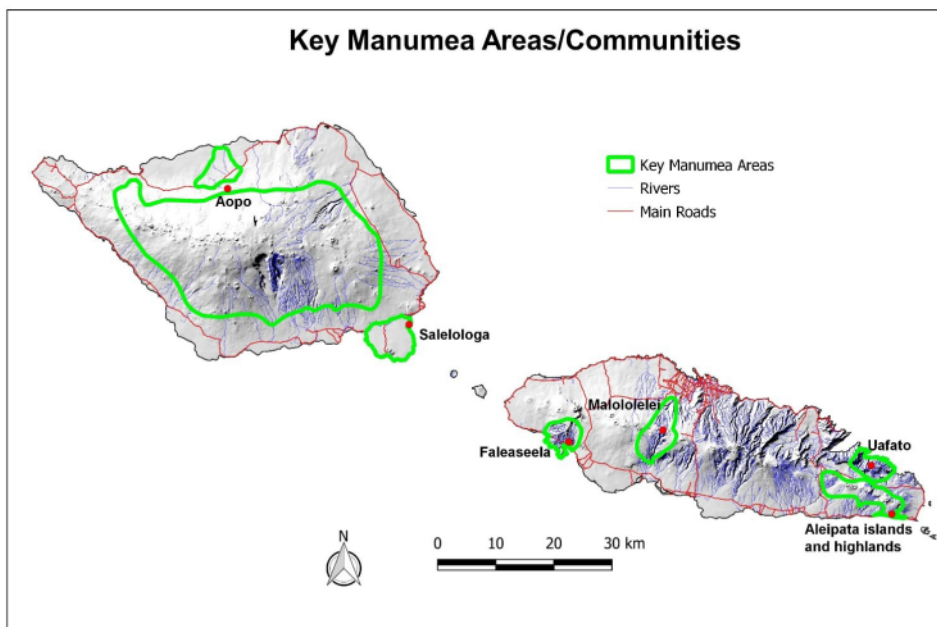 Key Manumea Areas/Communities
Key Manumea Areas
Rivers
Main Roads
Aopo
Salelologa
Malololelei
Faleaseela
Uafato
Aleipata islands
and highlands
N
0 10 20 30 km